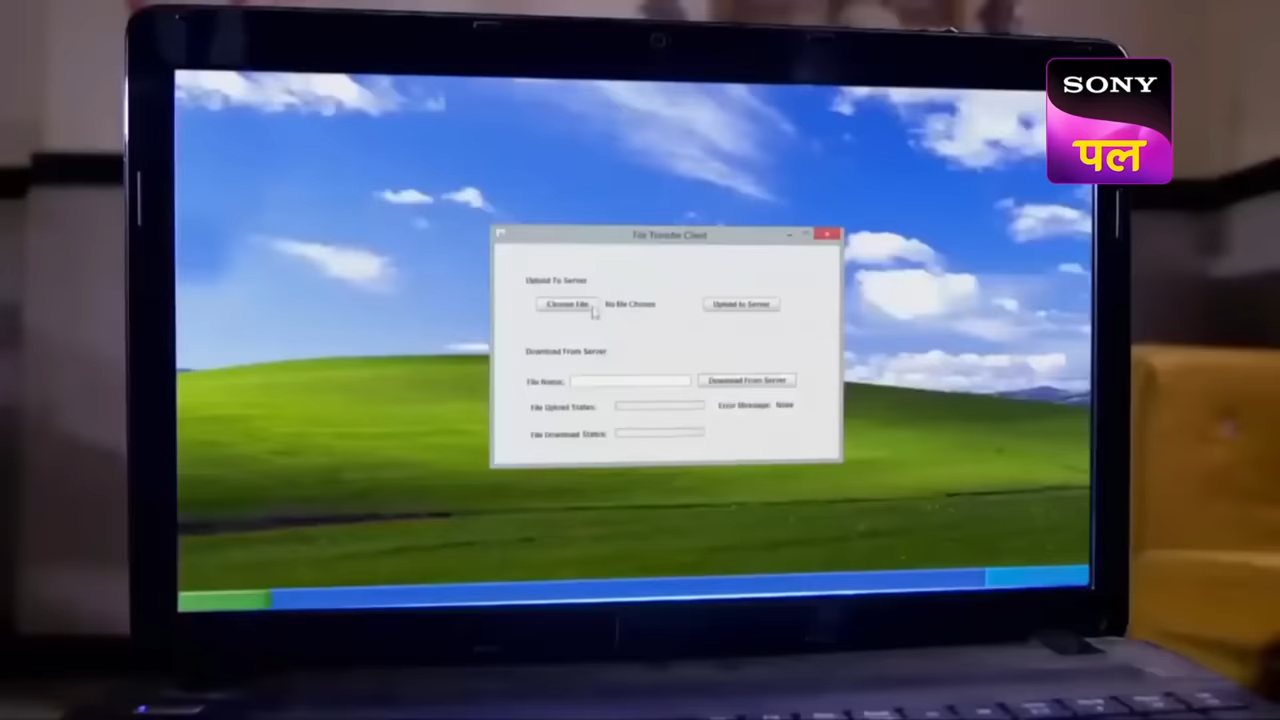 SONY
पल
File Transfer Client
Upload To Server
Choose File No file Chosen Upload to Server
Download From Server
File Name: Download From Server
File Upload Status: Error Message: None
File Download Status: